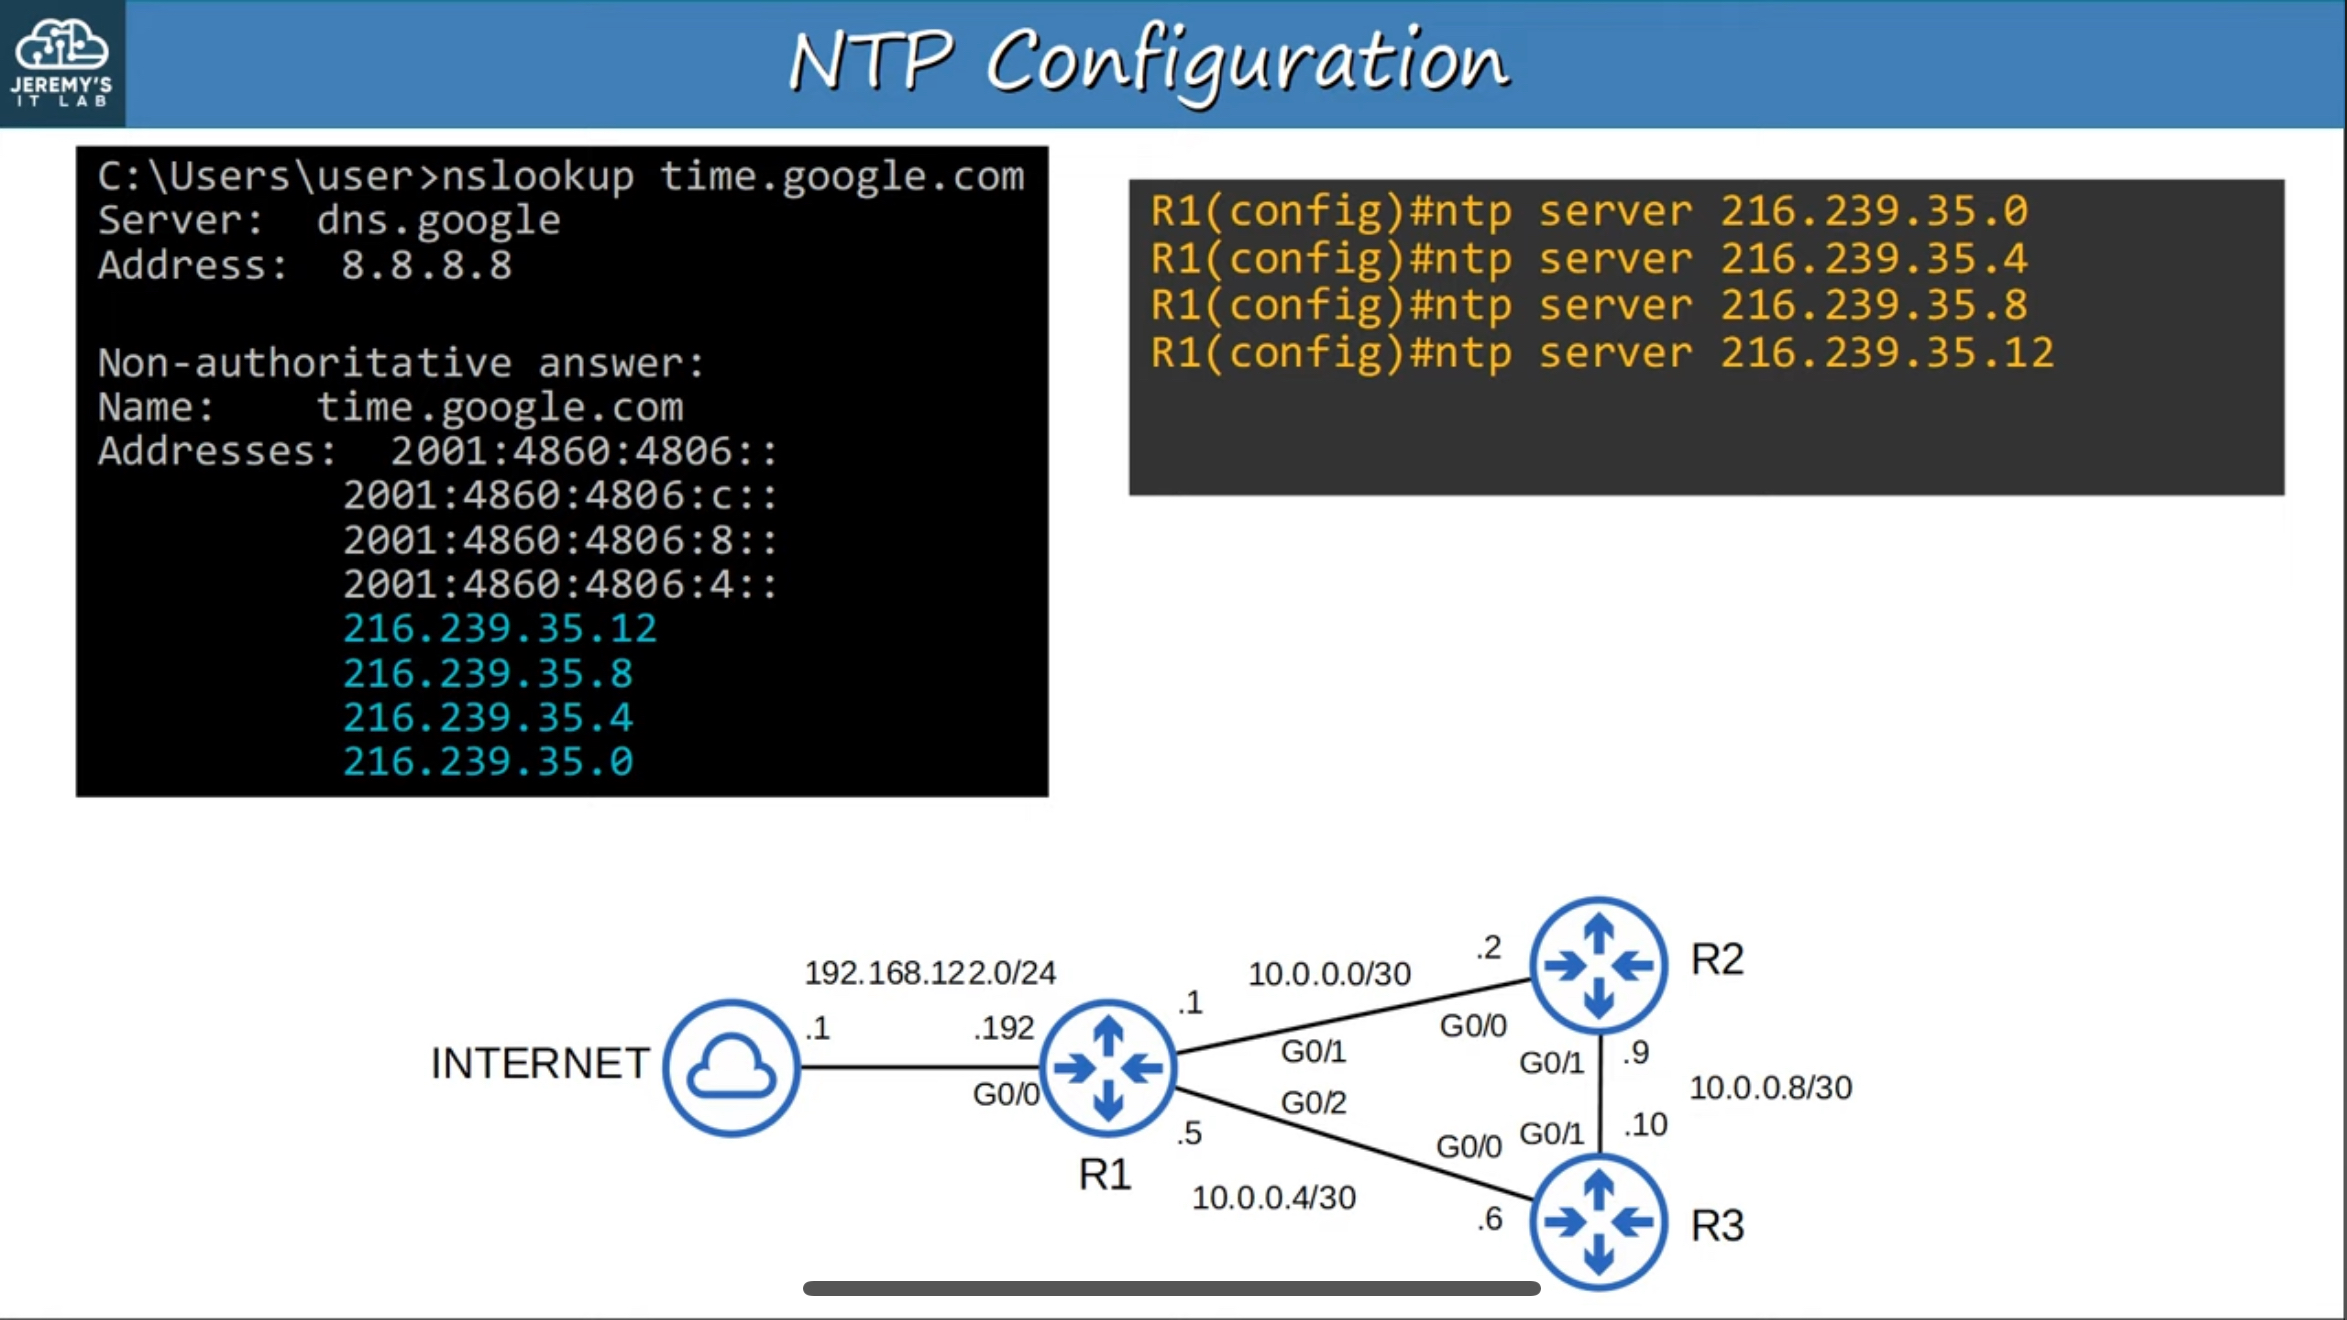 JEREMY'S
IT LAB
NTP Configuration
C:\Users\user>nslookup time.google.com
Server:  dns.google
Address:  8.8.8.8
Non-authoritative answer:
Name:    time.google.com
Addresses:  2001:4860:4806::
2001:4860:4806:c::
2001:4860:4806:8::
2001:4860:4806:4::
216.239.35.12
216.239.35.8
216.239.35.4
216.239.35.0
R1(config)#ntp server 216.239.35.0
R1(config)#ntp server 216.239.35.4
R1(config)#ntp server 216.239.35.8
R1(config)#ntp server 216.239.35.12
INTERNET
192.168.122.0/24
.1
.192
G0/0
R1
.1
10.0.0.0/30
.2
G0/1
G0/0
R2
.5
G0/2
10.0.0.4/30
G0/0
.6
G0/1
.9
10.0.0.8/30
G0/1
.10
R3